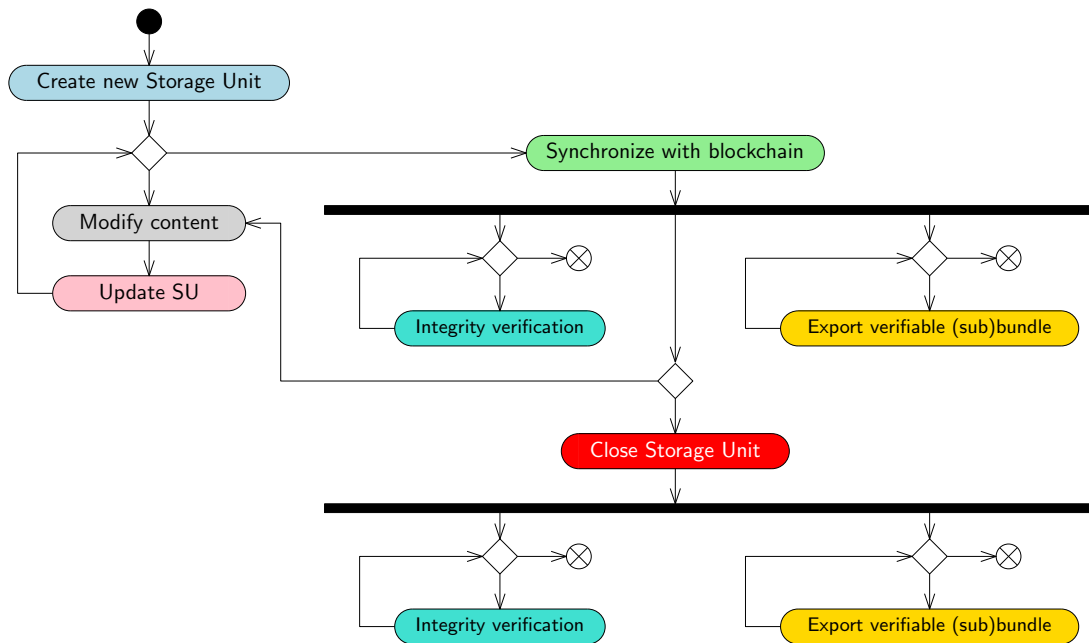 Create new Storage Unit
Synchronize with blockchain
Modify content
Update SU
Integrity verification
Export verifiable (sub)bundle
Close Storage Unit
Integrity verification
Export verifiable (sub)bundle